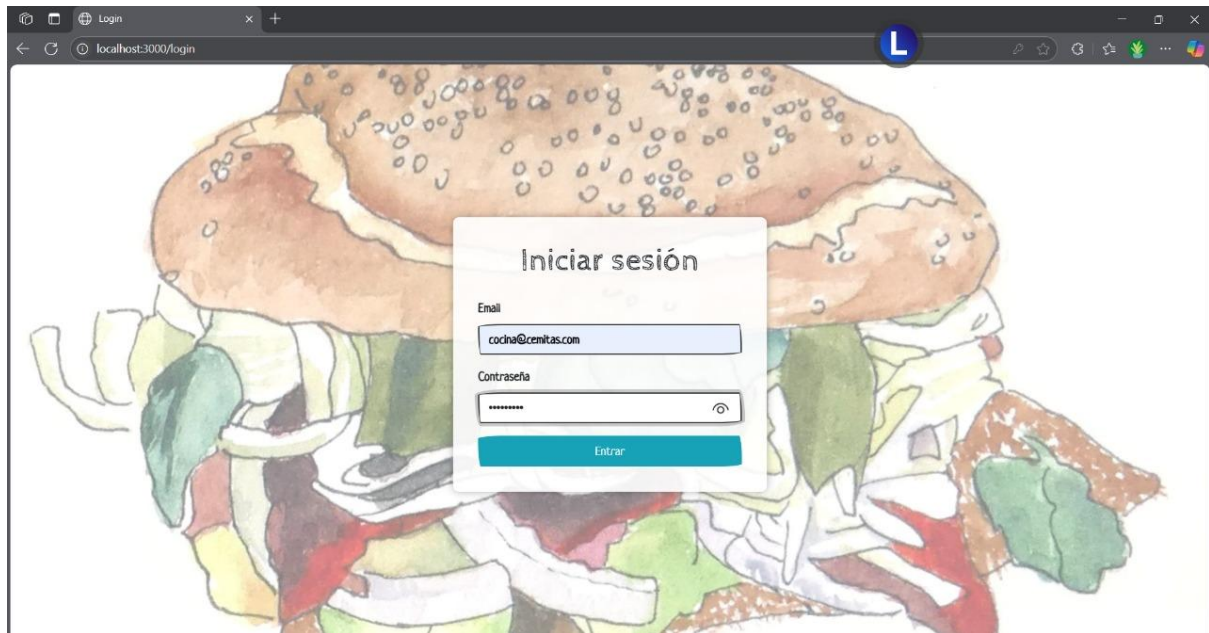 Login
localhost:3000/login
L
Iniciar sesión
Email
cocina@cemitas.com
Contraseña
•••••••••
Entrar